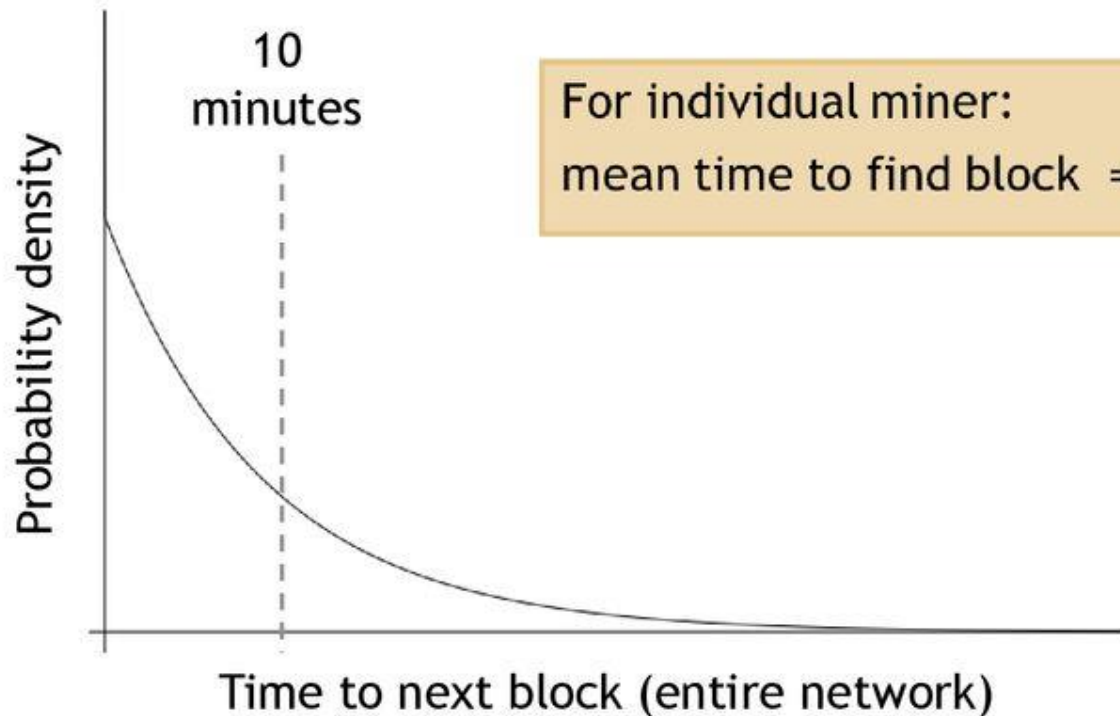 10
minutes
For individual miner:
mean time to find block =
Probability density
Time to next block (entire network)